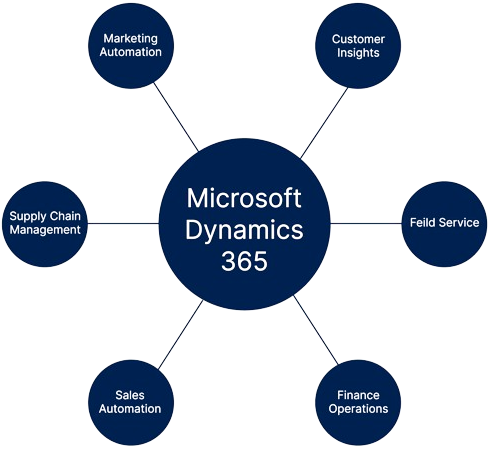 Marketing
Automation
Customer
Insights
Microsoft
Dynamics
365
Supply Chain
Management
Feild Service
Sales
Automation
Finance
Operations